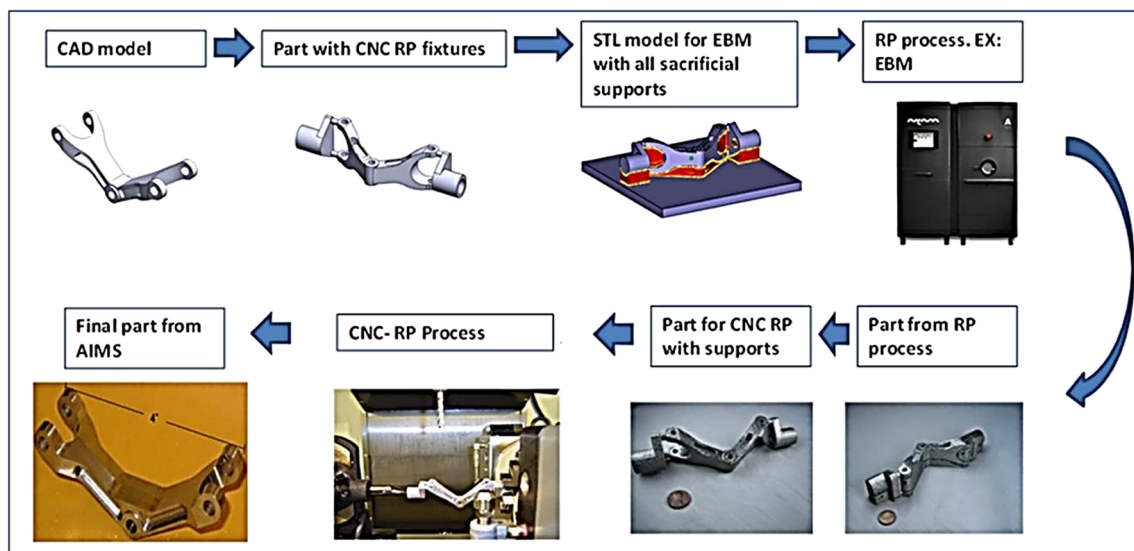 CAD model
Part with CNC RP fixtures
STL model for EBM
with all sacrificial
supports
RP process. EX:
EBM
Final part from
AIMS
CNC- RP Process
Part for CNC RP
with supports
Part from RP
process
4"